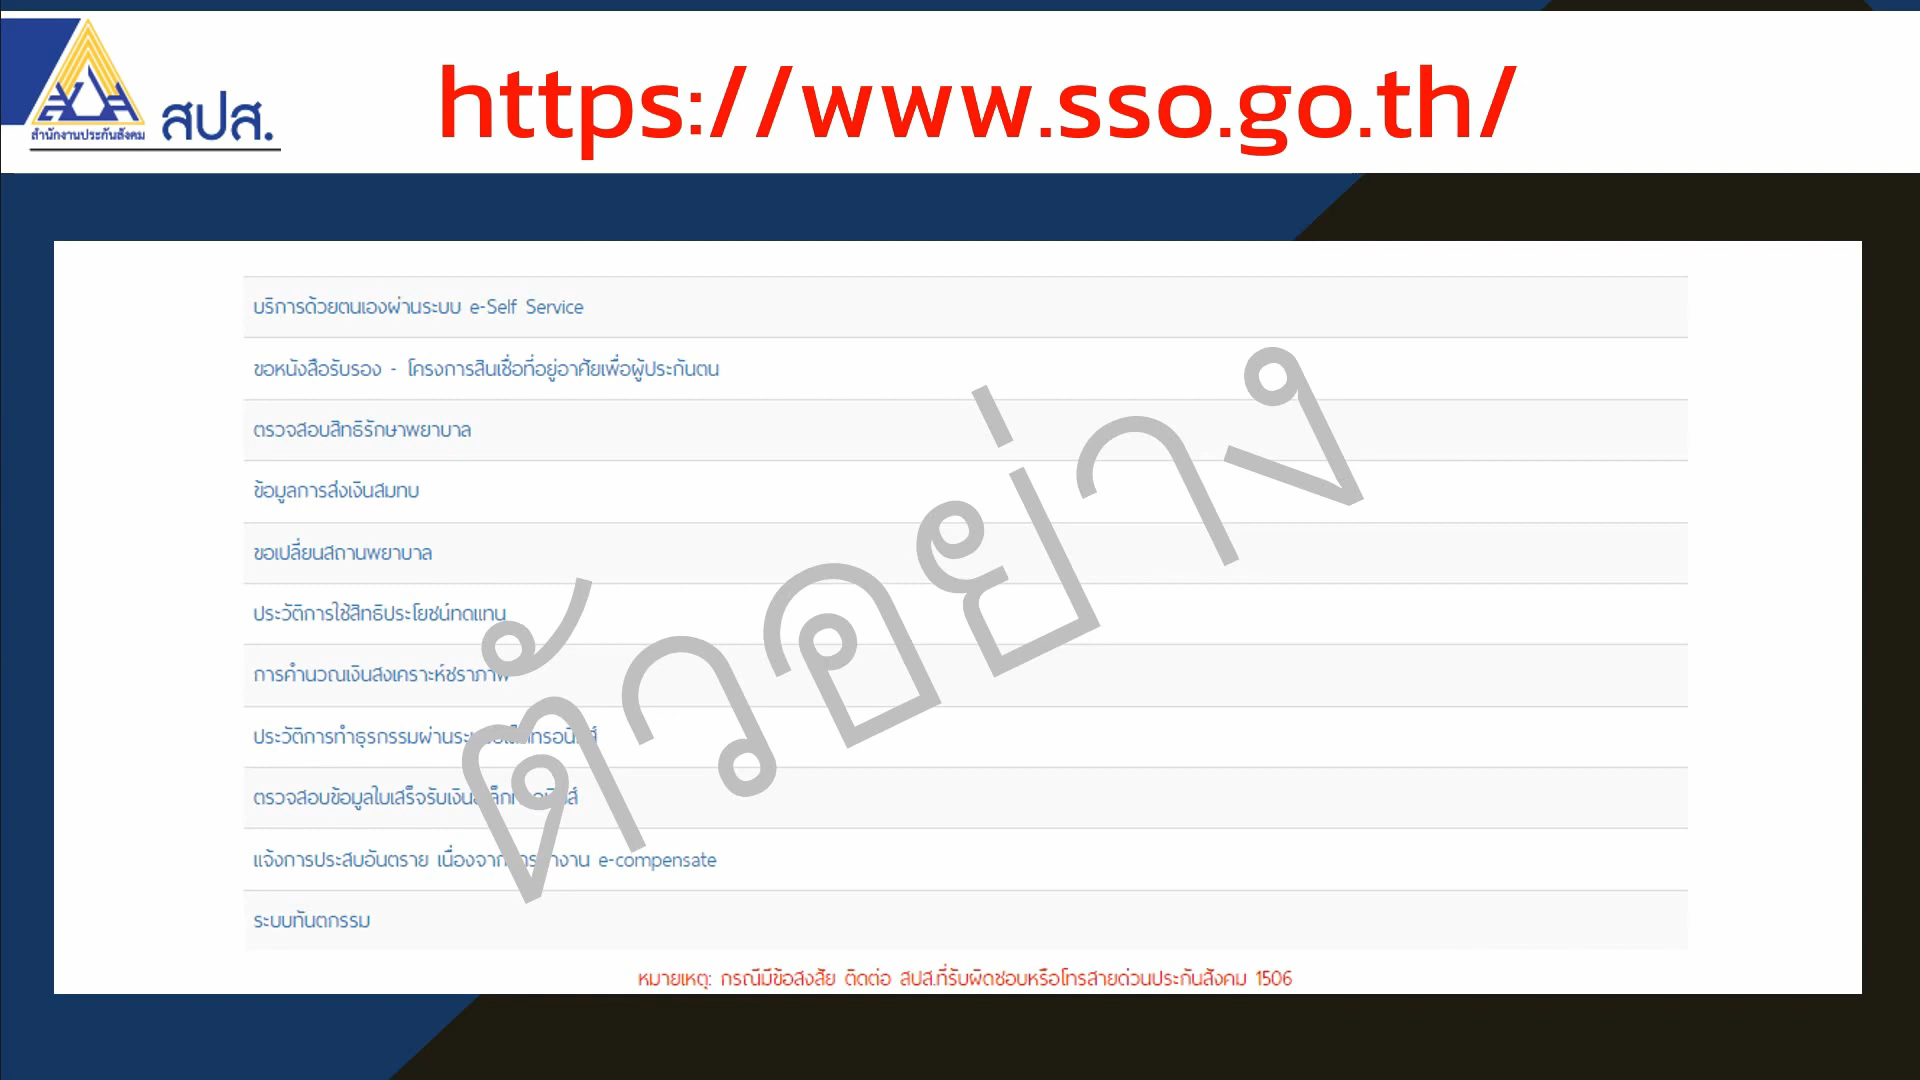 สปส
สำนักงานประกันสังคม
สปส.
https://www.sso.go.th/
บริการด้วยตนเองผ่านระบบ e-Self Service
ขอหนังสือรับรอง - โครงการสินเชื่อที่อยู่อาศัยเพื่อผู้ประกันตน
ตรวจสอบสิทธิรักษาพยาบาล
ข้อมูลการส่งเงินสมทบ
ขอเปลี่ยนสถานพยาบาล
ประวัติการใช้สิทธิประโยชน์ทดแทน
การคำนวณเงินสงเคราะห์ชราภาพ
ประวัติการทำธุรกรรมผ่านระบบอิเล็กทรอนิกส์
ตรวจสอบข้อมูลใบเสร็จรับเงินอิเล็กทรอนิกส์
แจ้งการประสบอันตราย เนื่องจากการทำงาน e-compensate
ระบบทันตกรรม
ตัวอย่าง
หมายเหตุ: กรณีมีข้อสงสัย ติดต่อ สปส.ที่รับผิดชอบหรือโทรสายด่วนประกันสังคม 1506